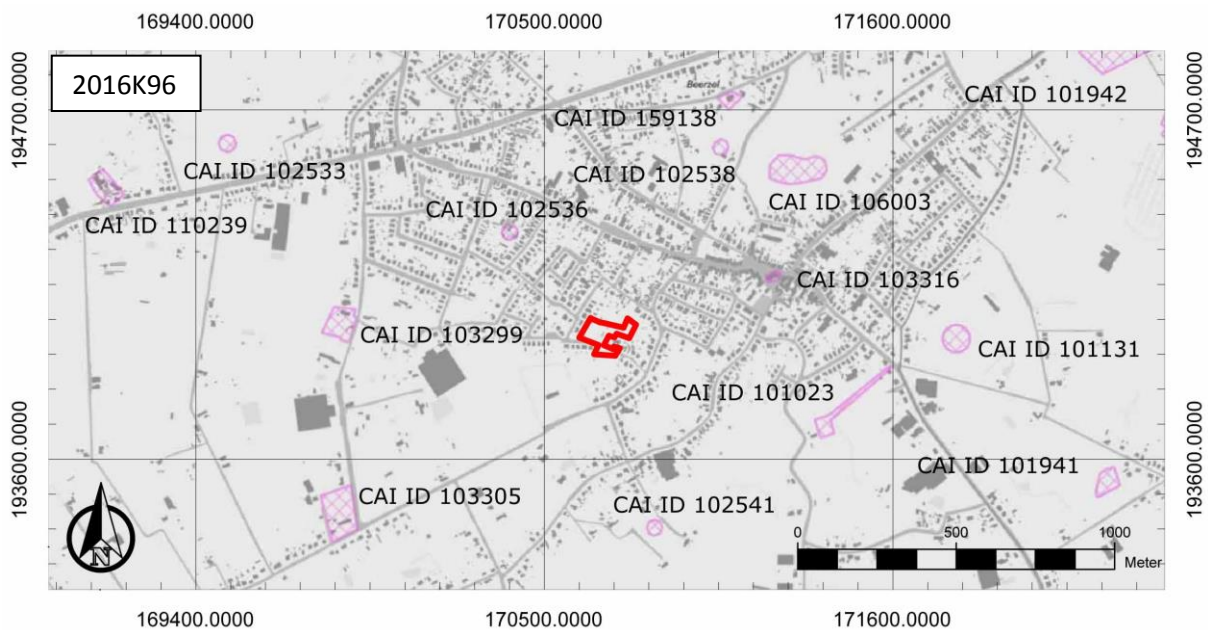 169400.0000 170500.0000 171600.0000
2016K96
194700.0000
194700.0000
Beerzel
CAI ID 101942
CAI ID 159138
CAI ID 102533
CAI ID 102538
CAI ID 106003
CAI ID 102536
CAI ID 110239
CAI ID 103316
CAI ID 103299
CAI ID 101131
CAI ID 101023
193600.0000
193600.0000
CAI ID 101941
CAI ID 103305
CAI ID 102541
N
0 500 1000
Meter
169400.0000 170500.0000 171600.0000